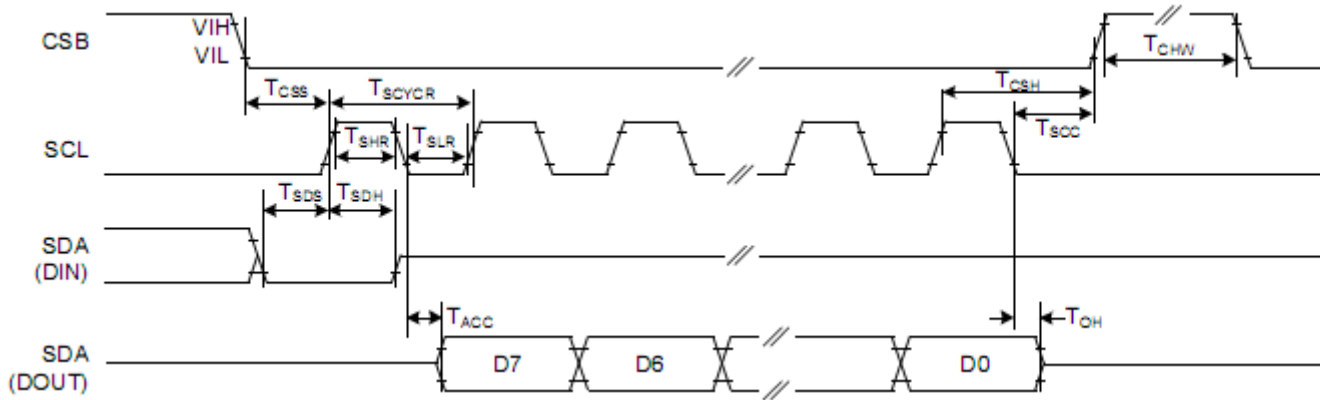 CSB
VIH
VIL
TCHW
TCSS
TSCYCR
TCSH
SCL
TSHR
TSLR
TSCC
TSDS
TSDH
SDA
(DIN)
TACC
TOH
SDA
(DOUT)
D7
D6
D0